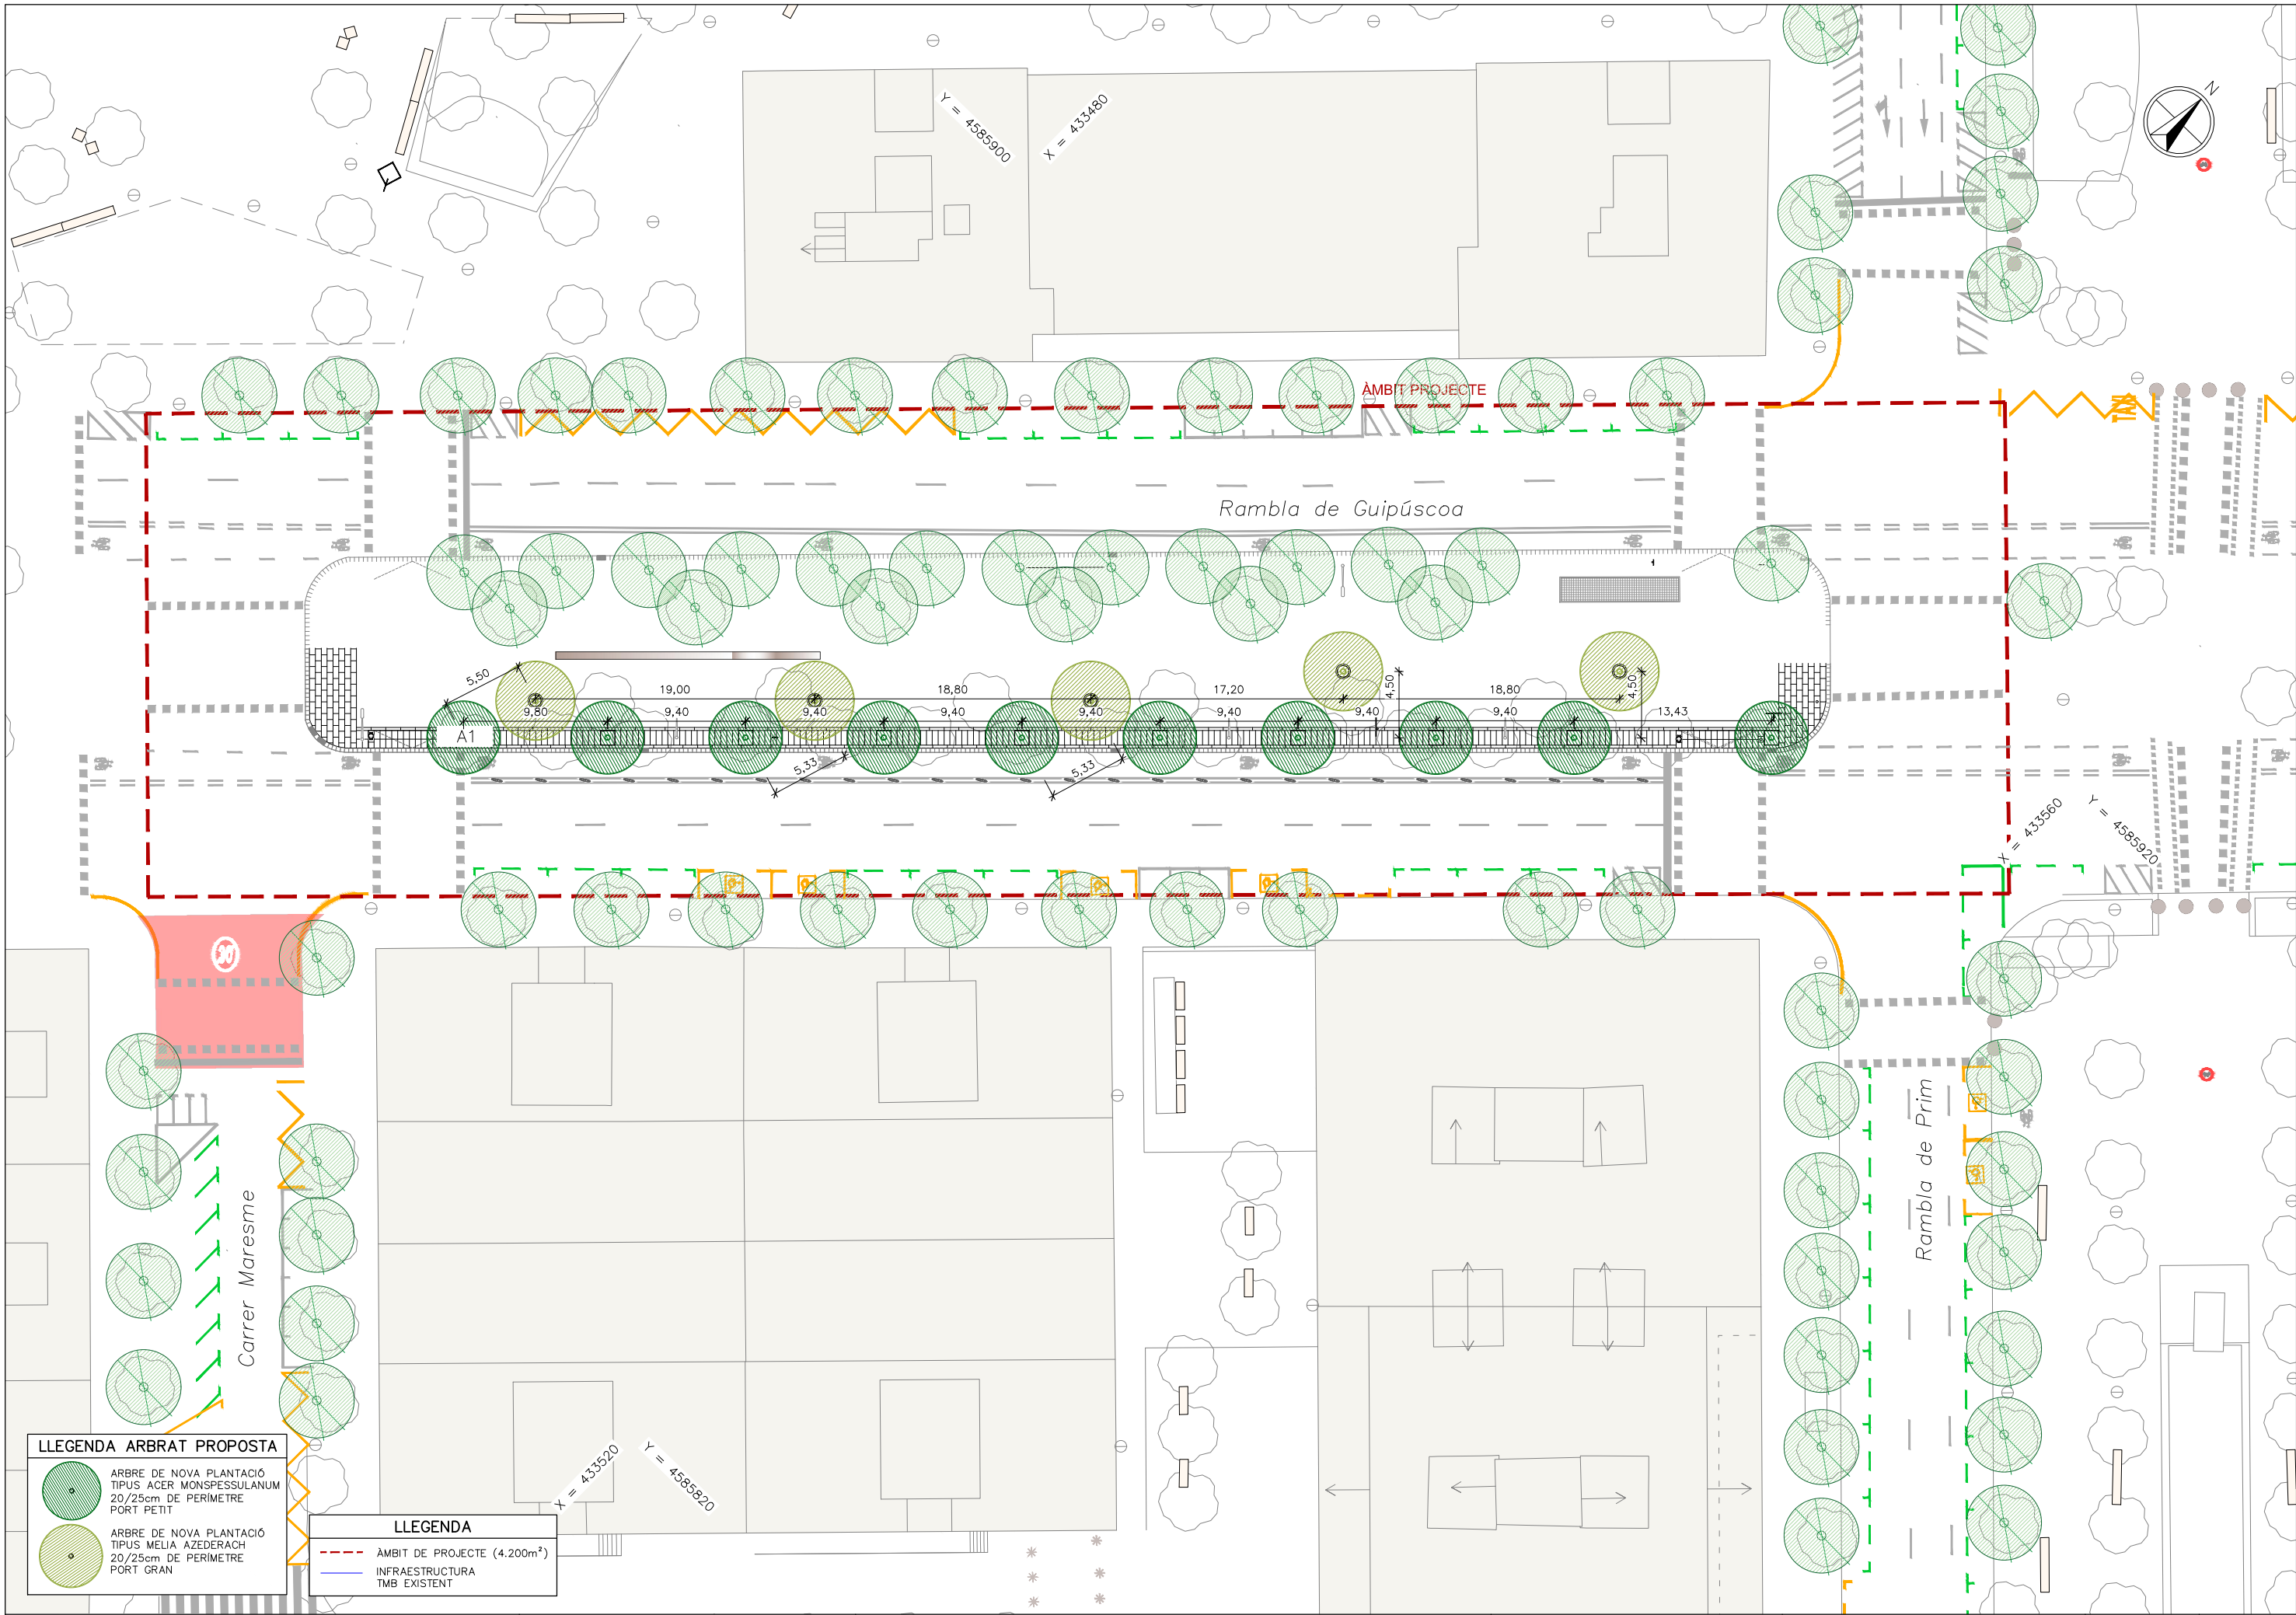 N
Y = 4585900
X = 433480
ÀMBIT PROJECTE
Rambla de Guipúscoa
5,50
19,00
18,80
17,20
18,80
4,50
4,50
9,80
9,40
9,40
9,40
9,40
9,40
9,40
9,40
13,43
A1
5,33
5,33
X = 433560
Y = 4585920
Carrer Maresme
Rambla de Prim
X = 433520
Y = 4585820
LLEGENDA ARBRAT PROPOSTA
ARBRE DE NOVA PLANTACIÓ
TIPUS ACER MONSPESSULANUM
20/25cm DE PERÍMETRE
PORT PETIT
ARBRE DE NOVA PLANTACIÓ
TIPUS MELIA AZEDERACH
20/25cm DE PERÍMETRE
PORT GRAN
LLEGENDA
ÀMBIT DE PROJECTE (4.200m²)
INFRAESTRUCTURA
TMB EXISTENT